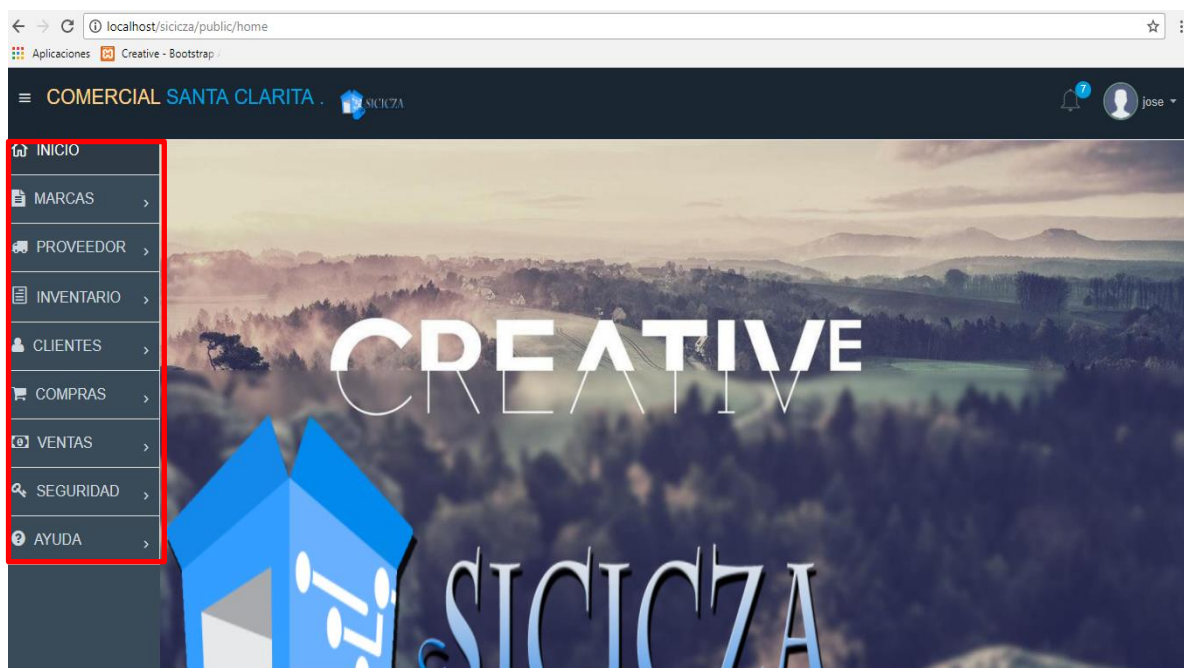 localhost/sicicza/public/home
Aplicaciones Creative - Bootstrap
COMERCIAL SANTA CLARITA . SICICZA 7 jose
INICIO
MARCAS
PROVEEDOR
INVENTARIO
CLIENTES
COMPRAS
VENTAS
SEGURIDAD
AYUDA
CREATIVE
CREATIV
SICICZA